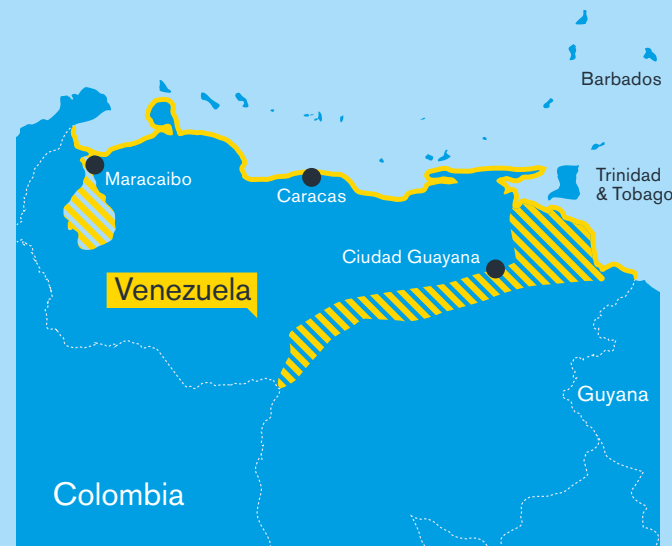 Barbados
Trinidad
& Tobago
Maracaibo
Caracas
Ciudad Guayana
Venezuela
Guyana
Colombia